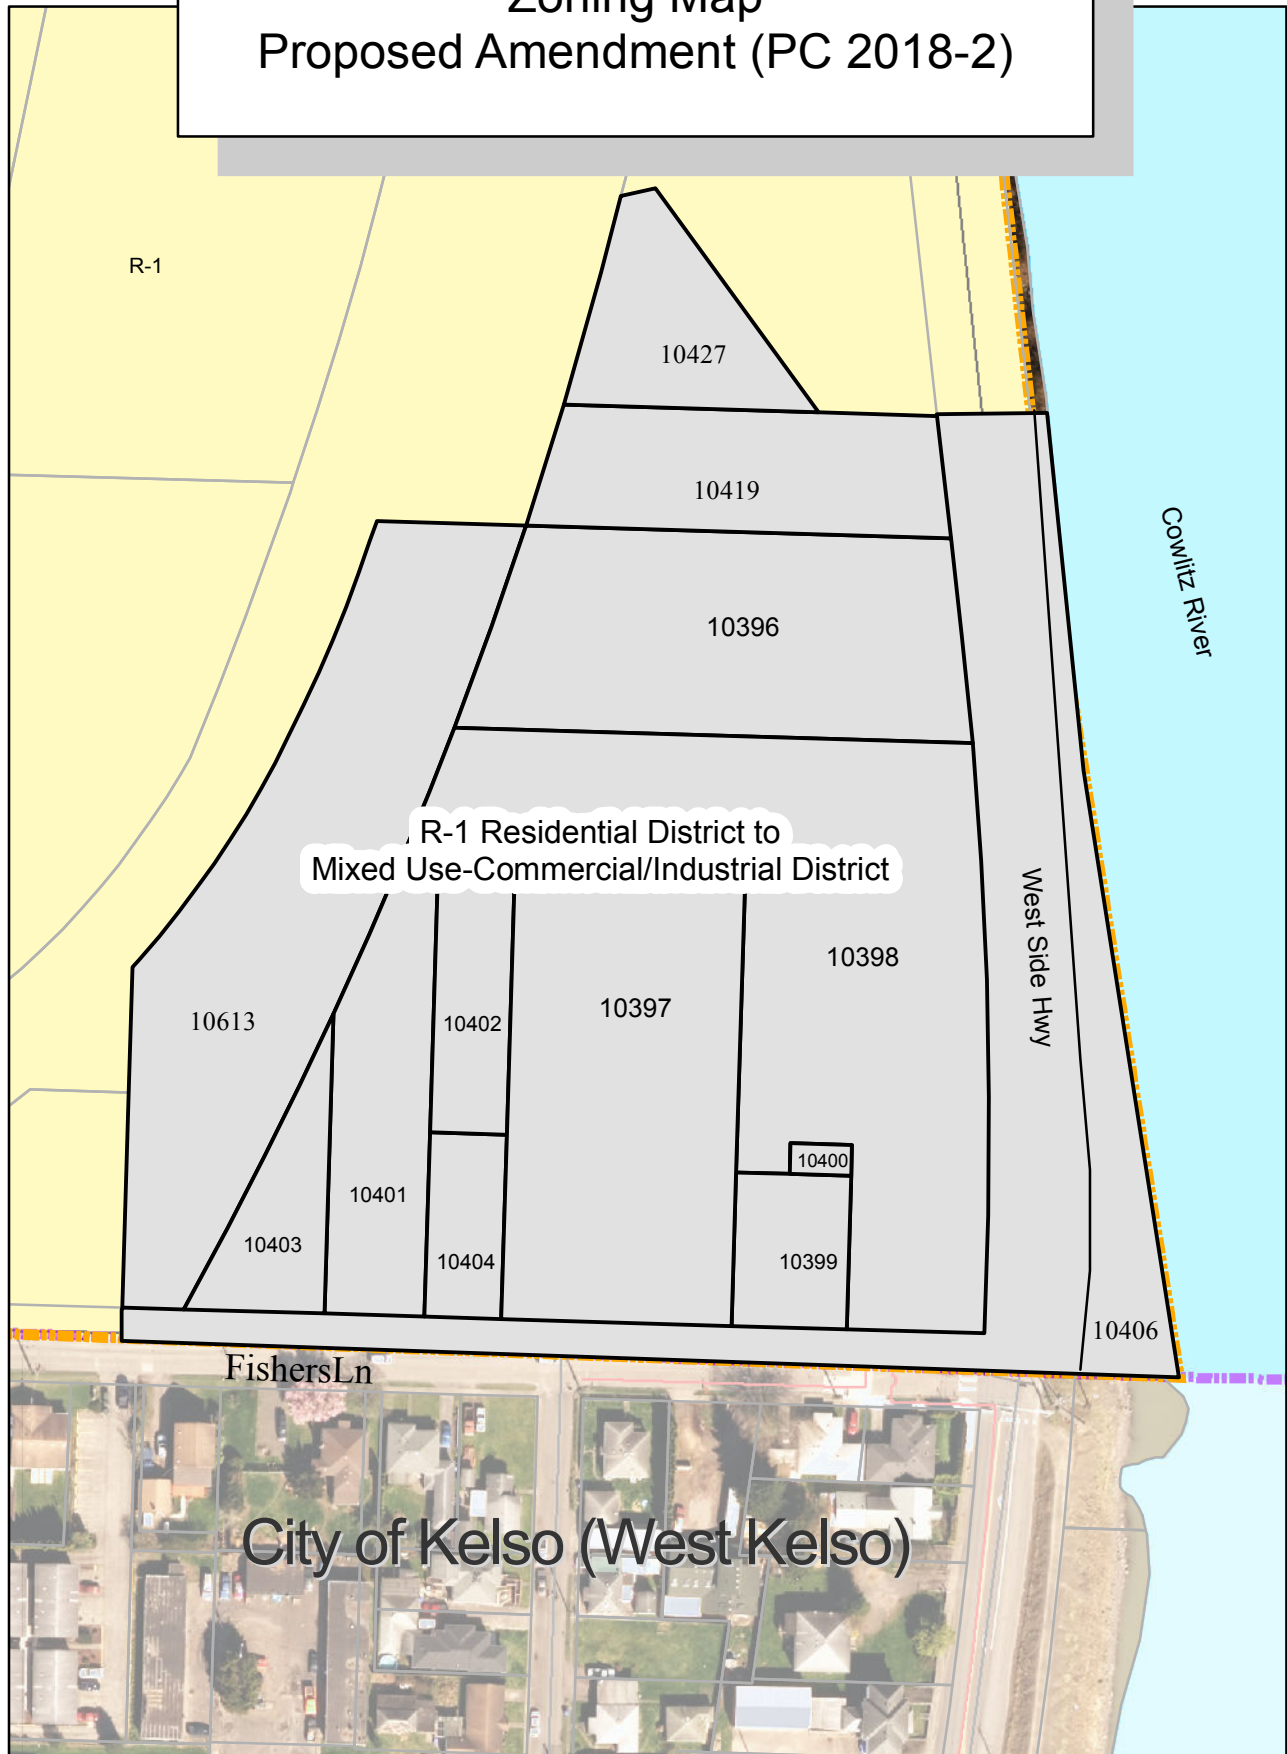 Zoning Map
Proposed Amendment (PC 2018-2)
R-1
10427
10419
Cowlitz River
10396
R-1 Residential District to
Mixed Use-Commercial/Industrial District
West Side Hwy
10398
10397
10613
10402
10400
10401
10403
10404
10399
10406
FishersLn
City of Kelso (West Kelso)